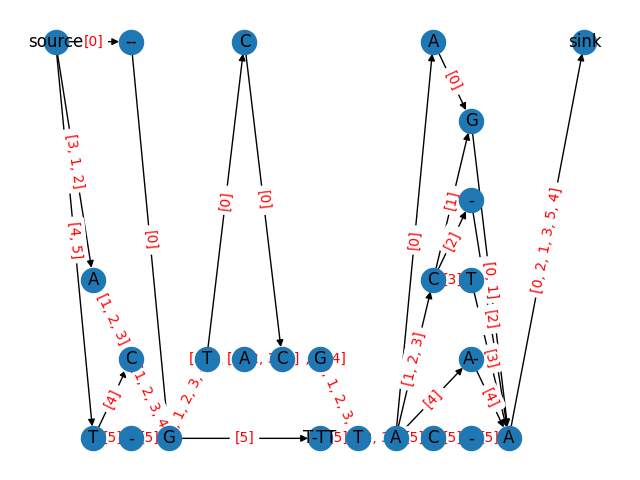 source [0] -- C A sink
[0]
G
[3, 1, 2]
[0] [0] [1] -
[4, 5] [0] [0] [2] [0, 2, 1, 3, 5, 4]
A C [3] T [0, 1] [2]
[1, 2, 3]
C T A C G 4] [1, 2, 3] A- [3]
[4] 1, 2, 3, 4 , 1, 2, 3, , 1, 2, 3, [4] [4]
T [5] - [5] G [5] T-TT 5] T , 3 A C [5] - [5] A